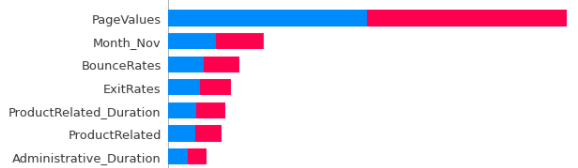 PageValues
Month_Nov
BounceRates
ExitRates
ProductRelated_Duration
ProductRelated
Administrative_Duration